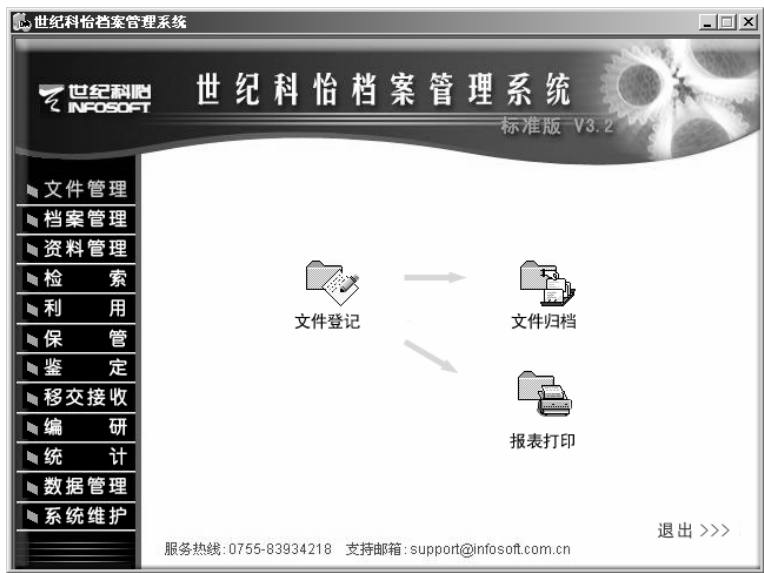 世纪科怡档案管理系统
世纪科怡
INFOSOFT
世纪科怡档案管理系统
标准版 V3.2
文件管理
档案管理
资料管理
检 索
利 用
保 管
鉴 定
移交接收
编 研
统 计
数据管理
系统维护
文件登记
文件归档
报表打印
退出 >>>
服务热线:0755-83934218 支持邮箱:support@infosoft.com.cn